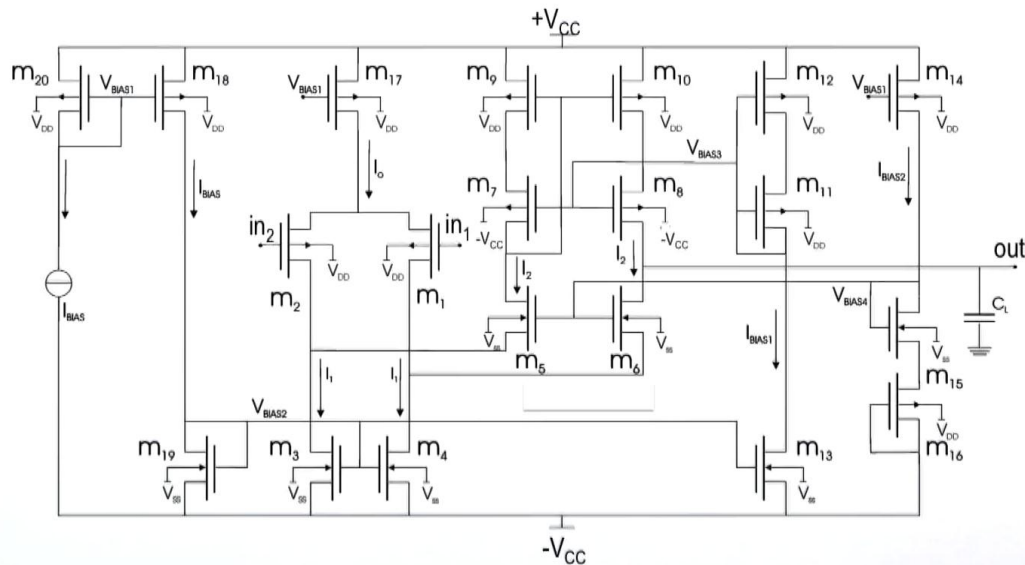 +VCC
m20
VBIAS1
m18
VBIAS1
m17
m9
m10
m12
VBIAS1
m14
VDD
VDD
VDD
VDD
VDD
VDD
VDD
VBIAS3
IBIAS
Io
m7
m8
m11
IBIAS2
in2
in1
-VCC
-VCC
VDD
VDD
VDD
out
I2
I2
m2
m1
VBIAS4
CL
IBIAS
VSS
VSS
IBIAS1
VSS
m5
m6
I1
I1
m15
VBIAS2
VDD
m19
m3
m4
m13
m16
VSS
VSS
VSS
VSS
-VCC